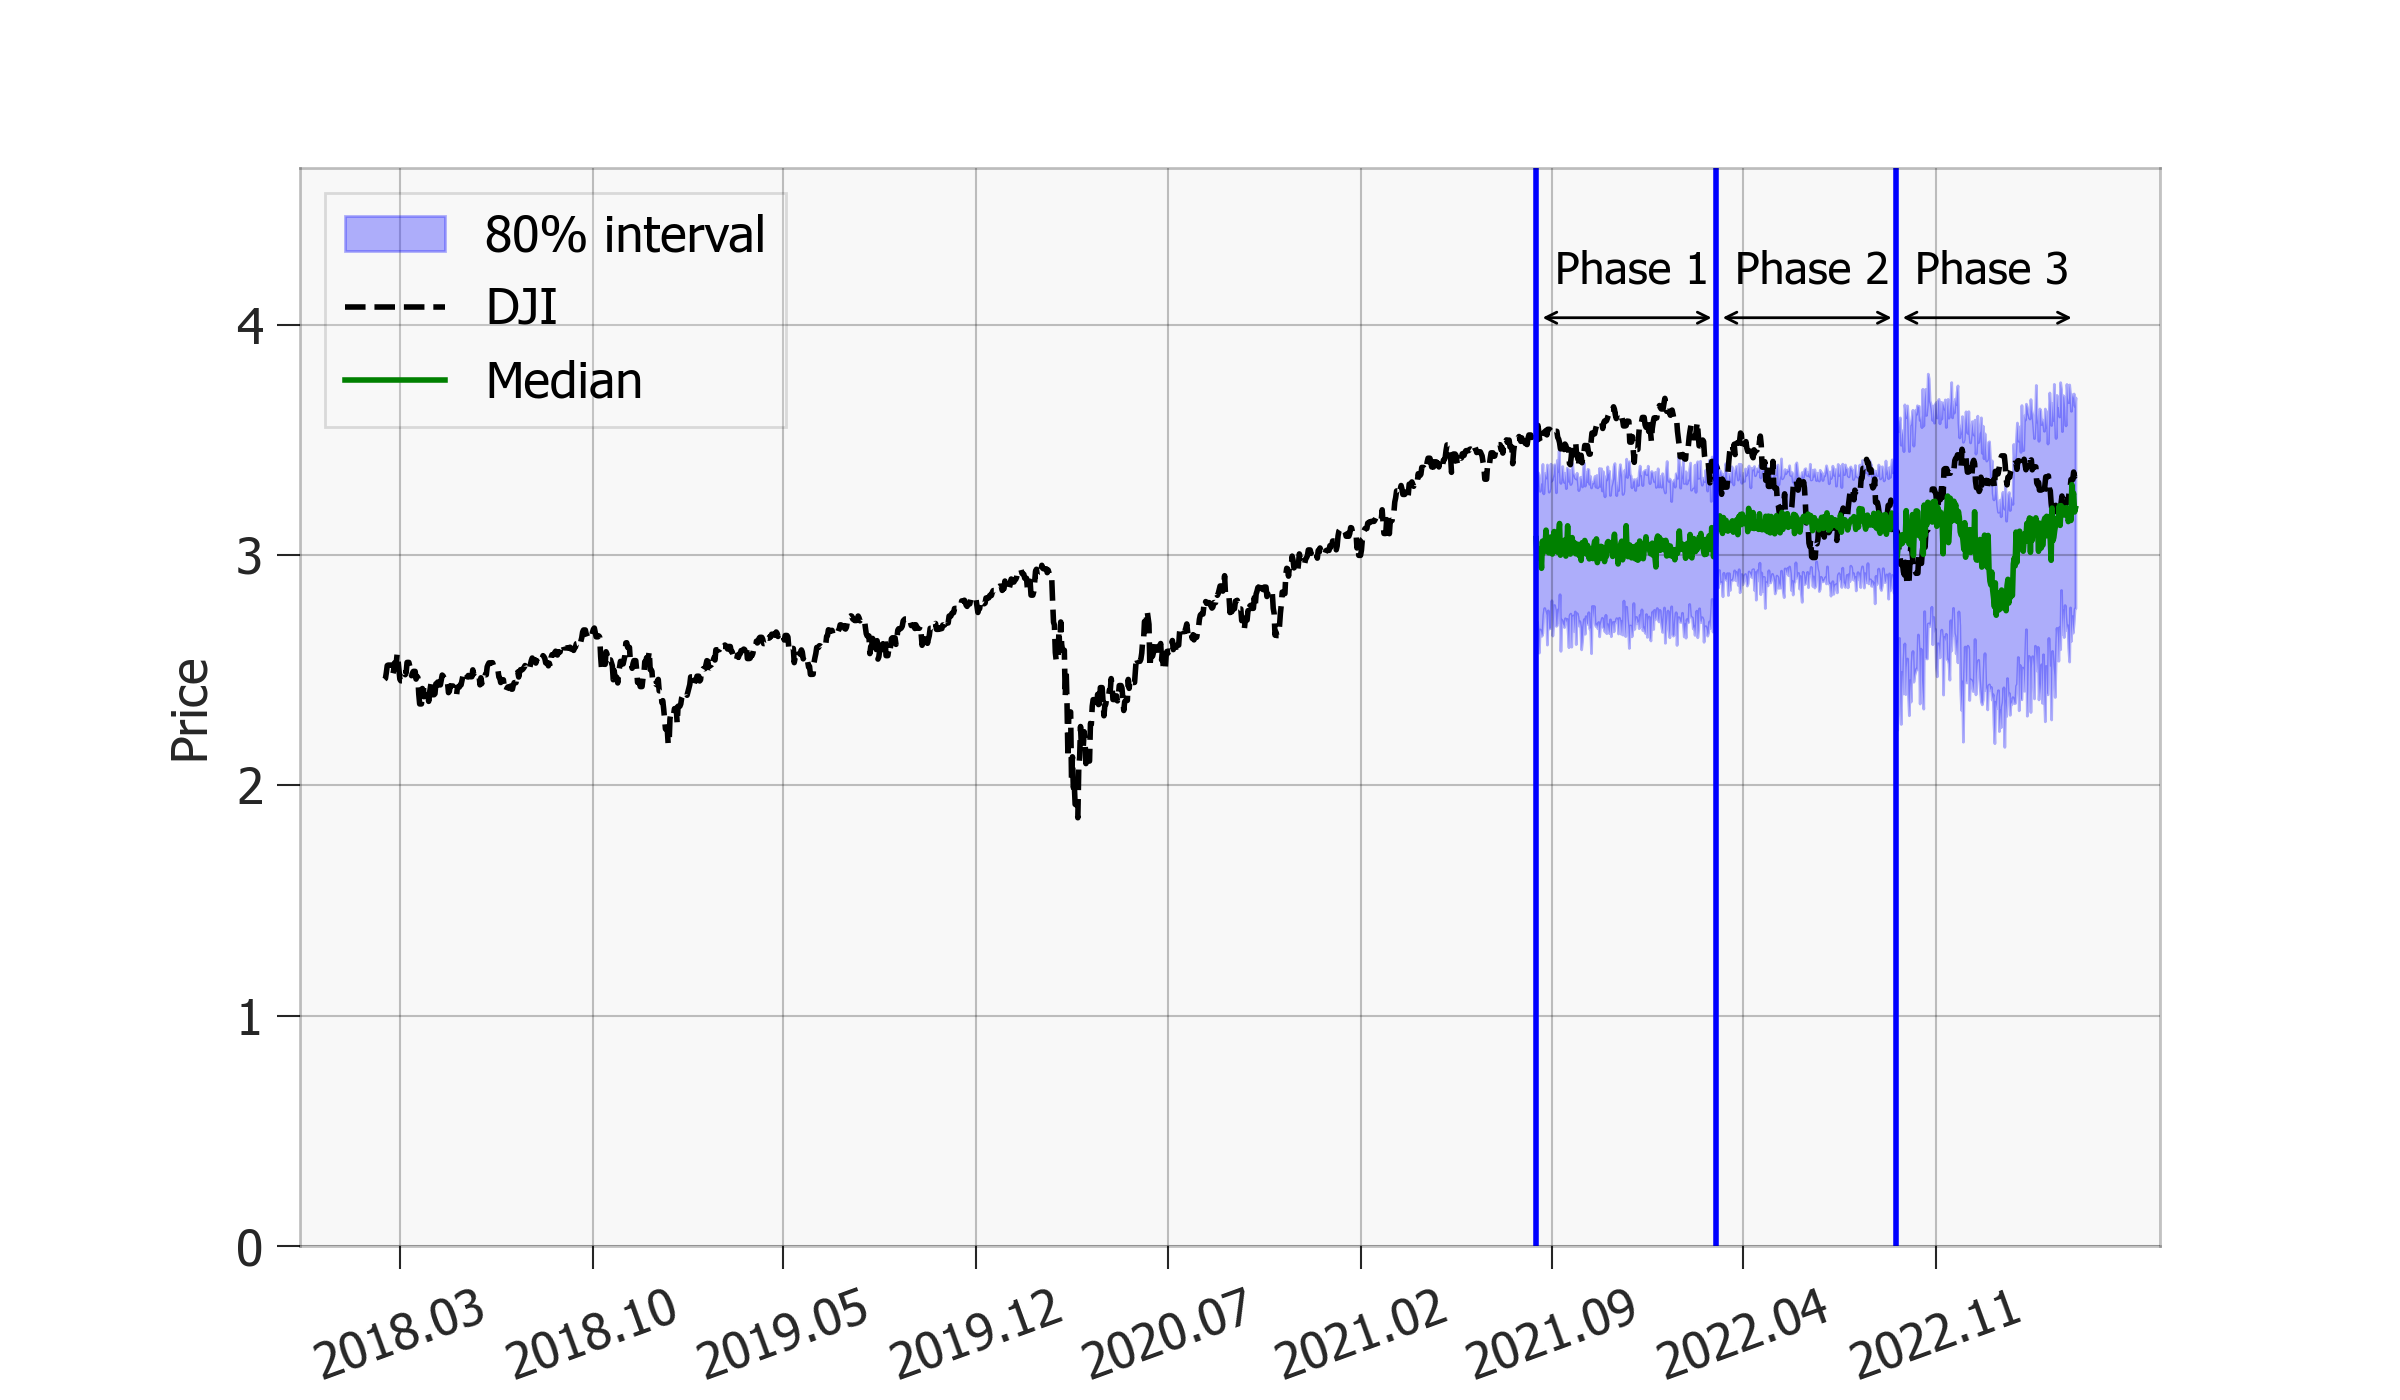 80% interval
DJI
Median
Phase 1
Phase 2
Phase 3
Price
4
3
2
1
0
2018.03
2018.10
2019.05
2019.12
2020.07
2021.02
2021.09
2022.04
2022.11